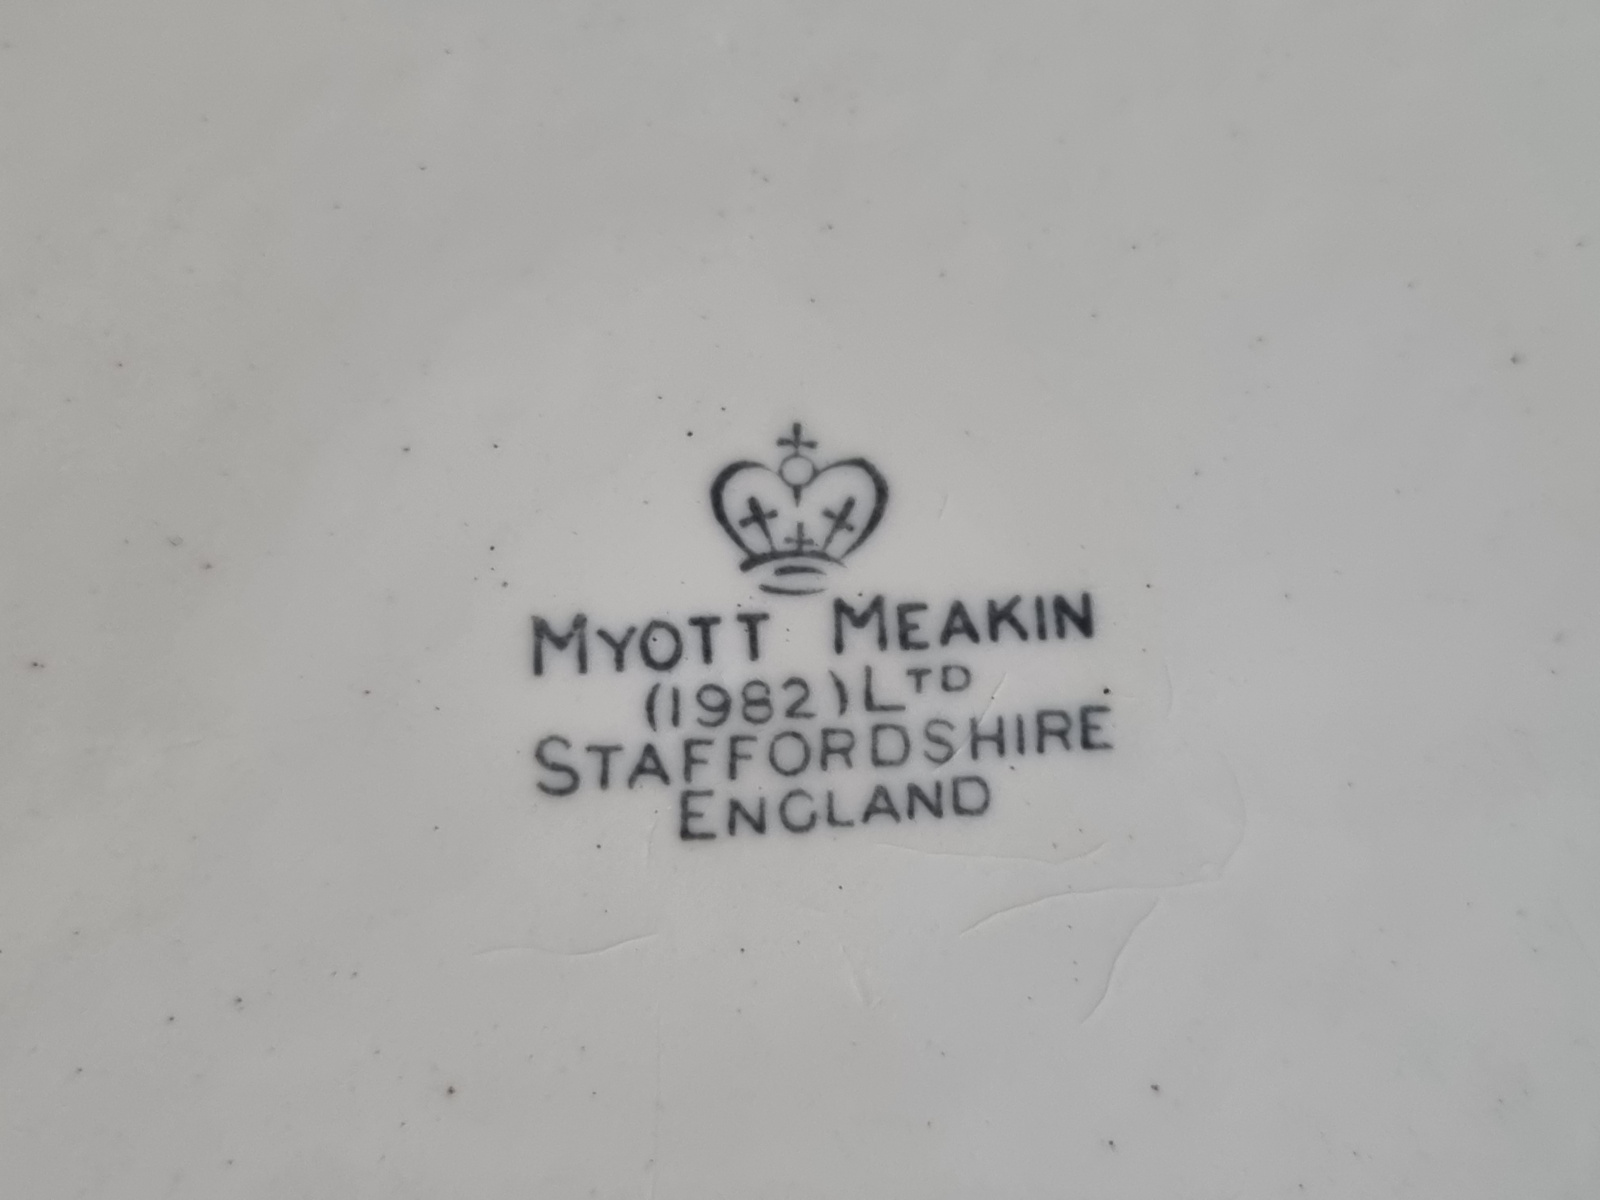 MYOTT MEAKIN
(1982) LTD
STAFFORDSHIRE
ENGLAND